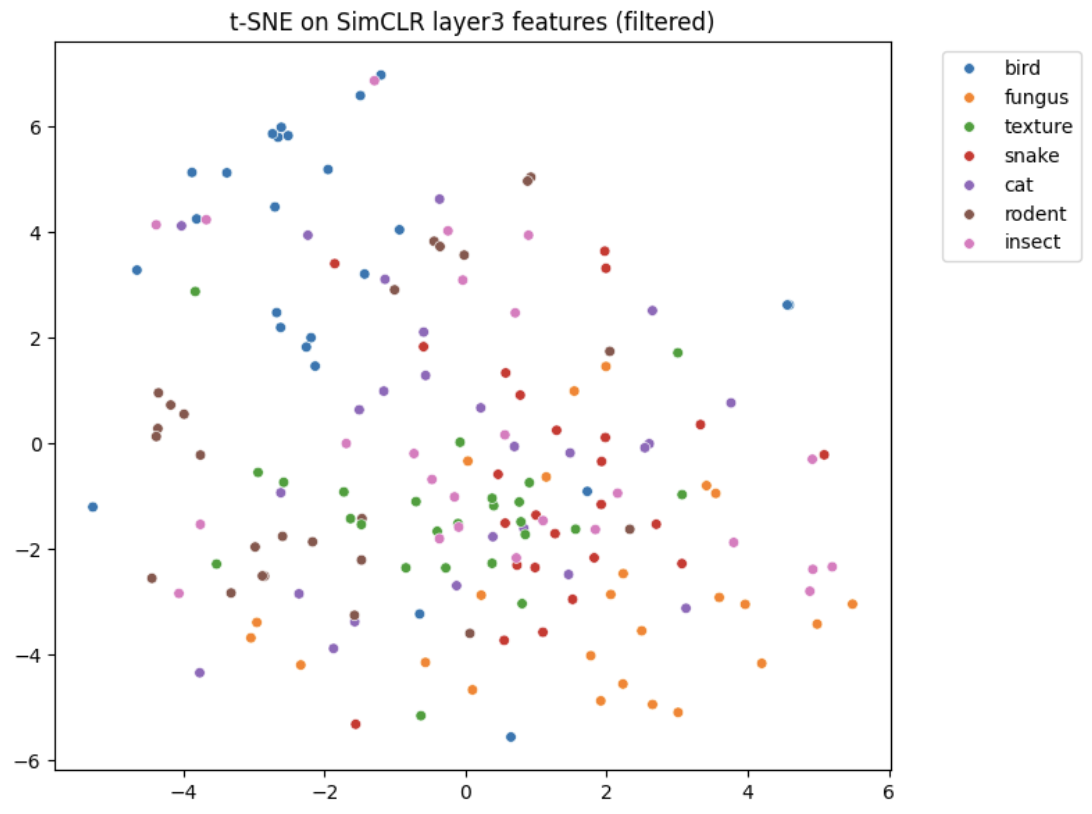 t-SNE on SimCLR layer3 features (filtered)
bird
fungus
texture
snake
cat
rodent
insect
6
4
2
0
−2
−4
−6
−4
−2
0
2
4
6